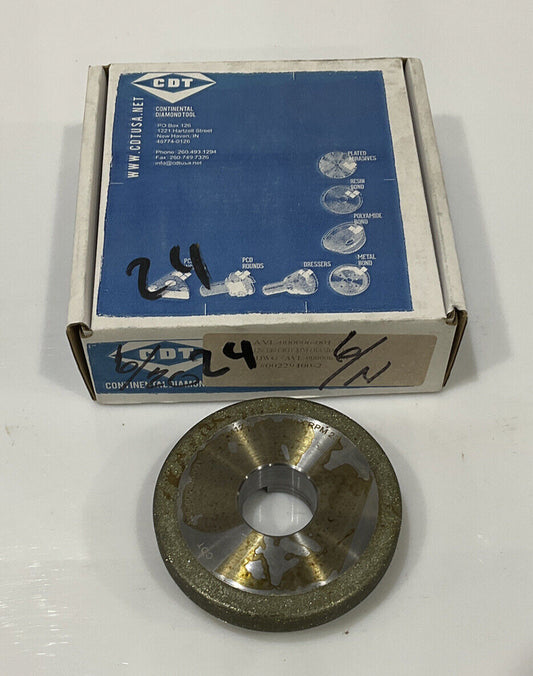 CDT
WWW.CDTUSA.NET
CONTINENTAL
DIAMOND TOOL
PO Box 126
1221 Hartzell Street
New Haven, IN
46774-0126
Phone: 260.493.1294
Fax: 260.749.7326
info@cdtusa.net
PLATED
ABRASIVES
RESIN
BOND
POLYAMIDE
BOND
METAL
BOND
PCD
ROUNDS
DRESSERS
24
CDT
CONTINENTAL DIAMOND
24
6/N
RPM